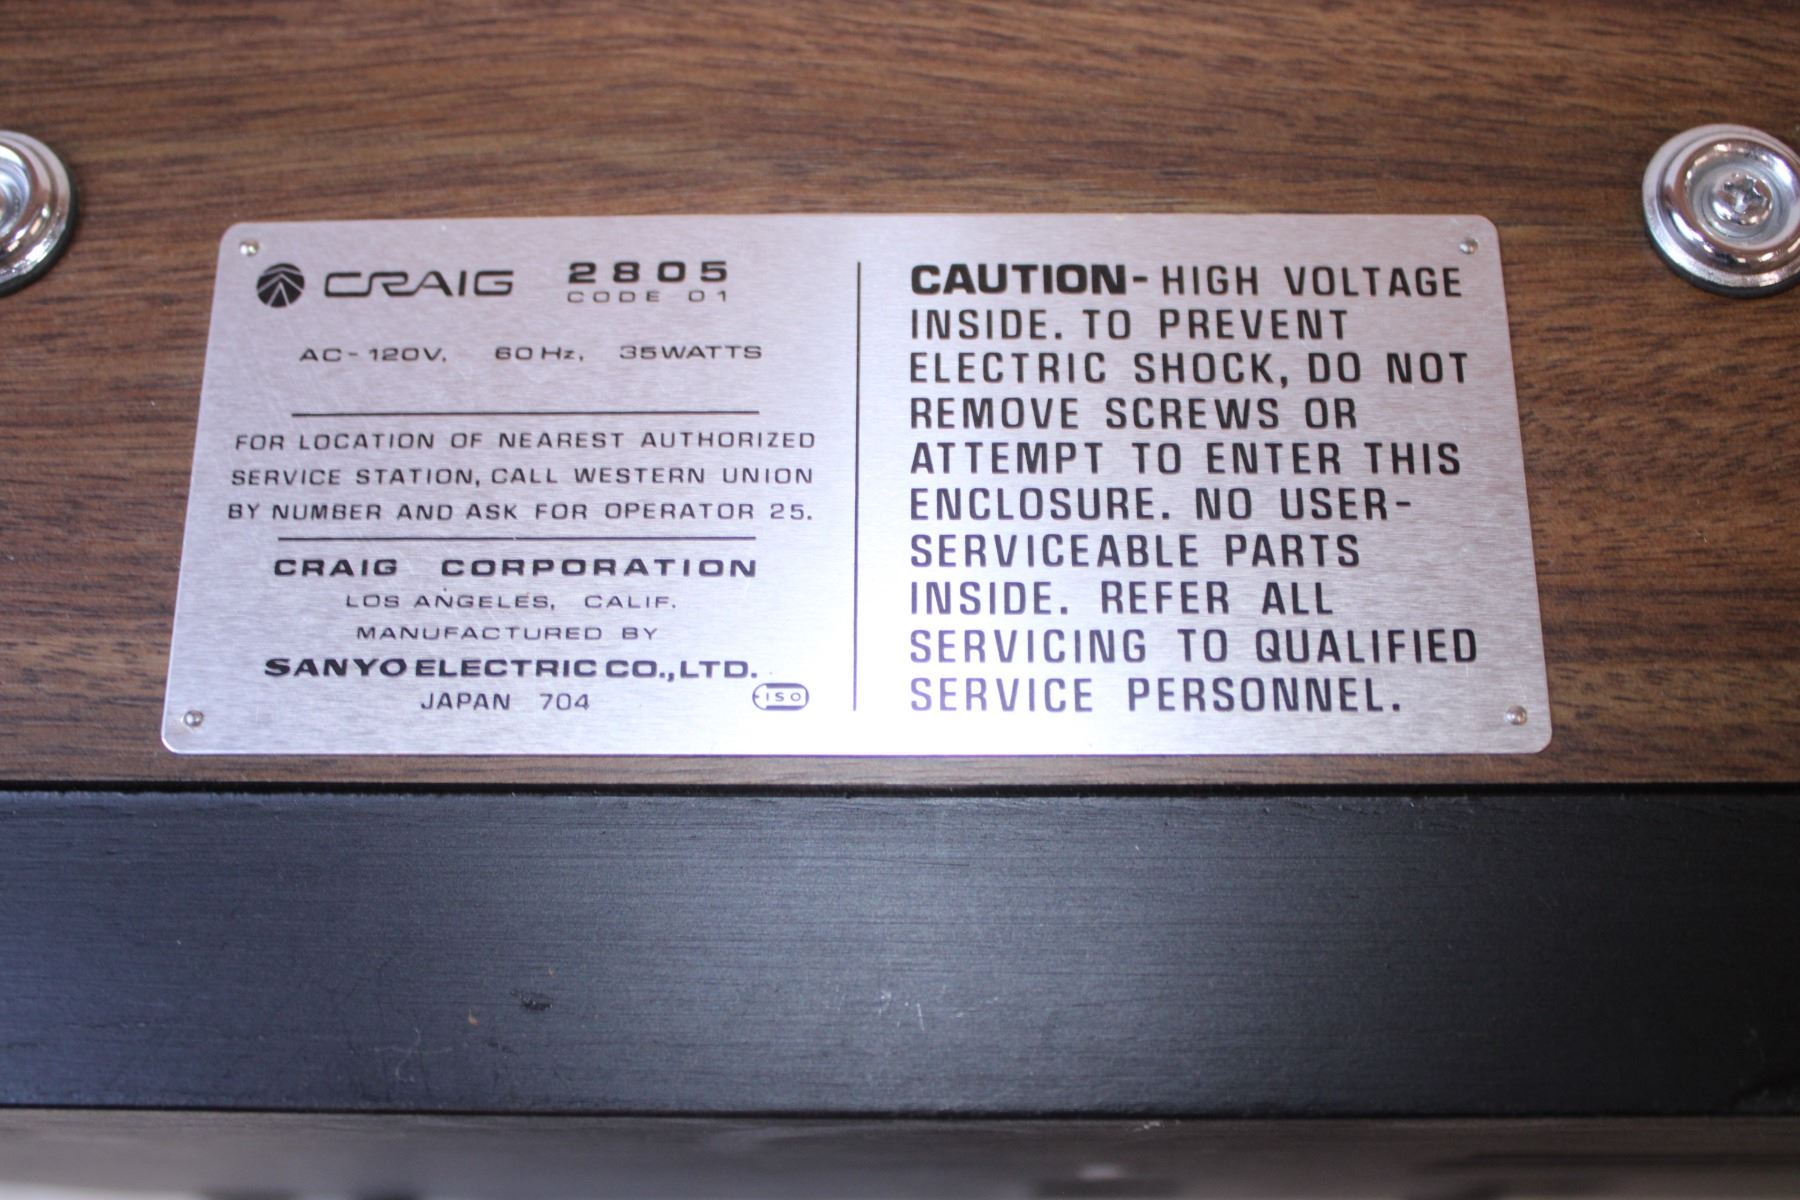 CRAIG 2805
CODE 01
AC-120V, 60Hz, 35WATTS
FOR LOCATION OF NEAREST AUTHORIZED
SERVICE STATION, CALL WESTERN UNION
BY NUMBER AND ASK FOR OPERATOR 25.
CRAIG CORPORATION
LOS ANGELES, CALIF.
MANUFACTURED BY
SANYO ELECTRIC CO., LTD.
JAPAN 704
ISO
CAUTION-HIGH VOLTAGE
INSIDE. TO PREVENT
ELECTRIC SHOCK, DO NOT
REMOVE SCREWS OR
ATTEMPT TO ENTER THIS
ENCLOSURE. NO USER-
SERVICEABLE PARTS
INSIDE. REFER ALL
SERVICING TO QUALIFIED
SERVICE PERSONNEL.